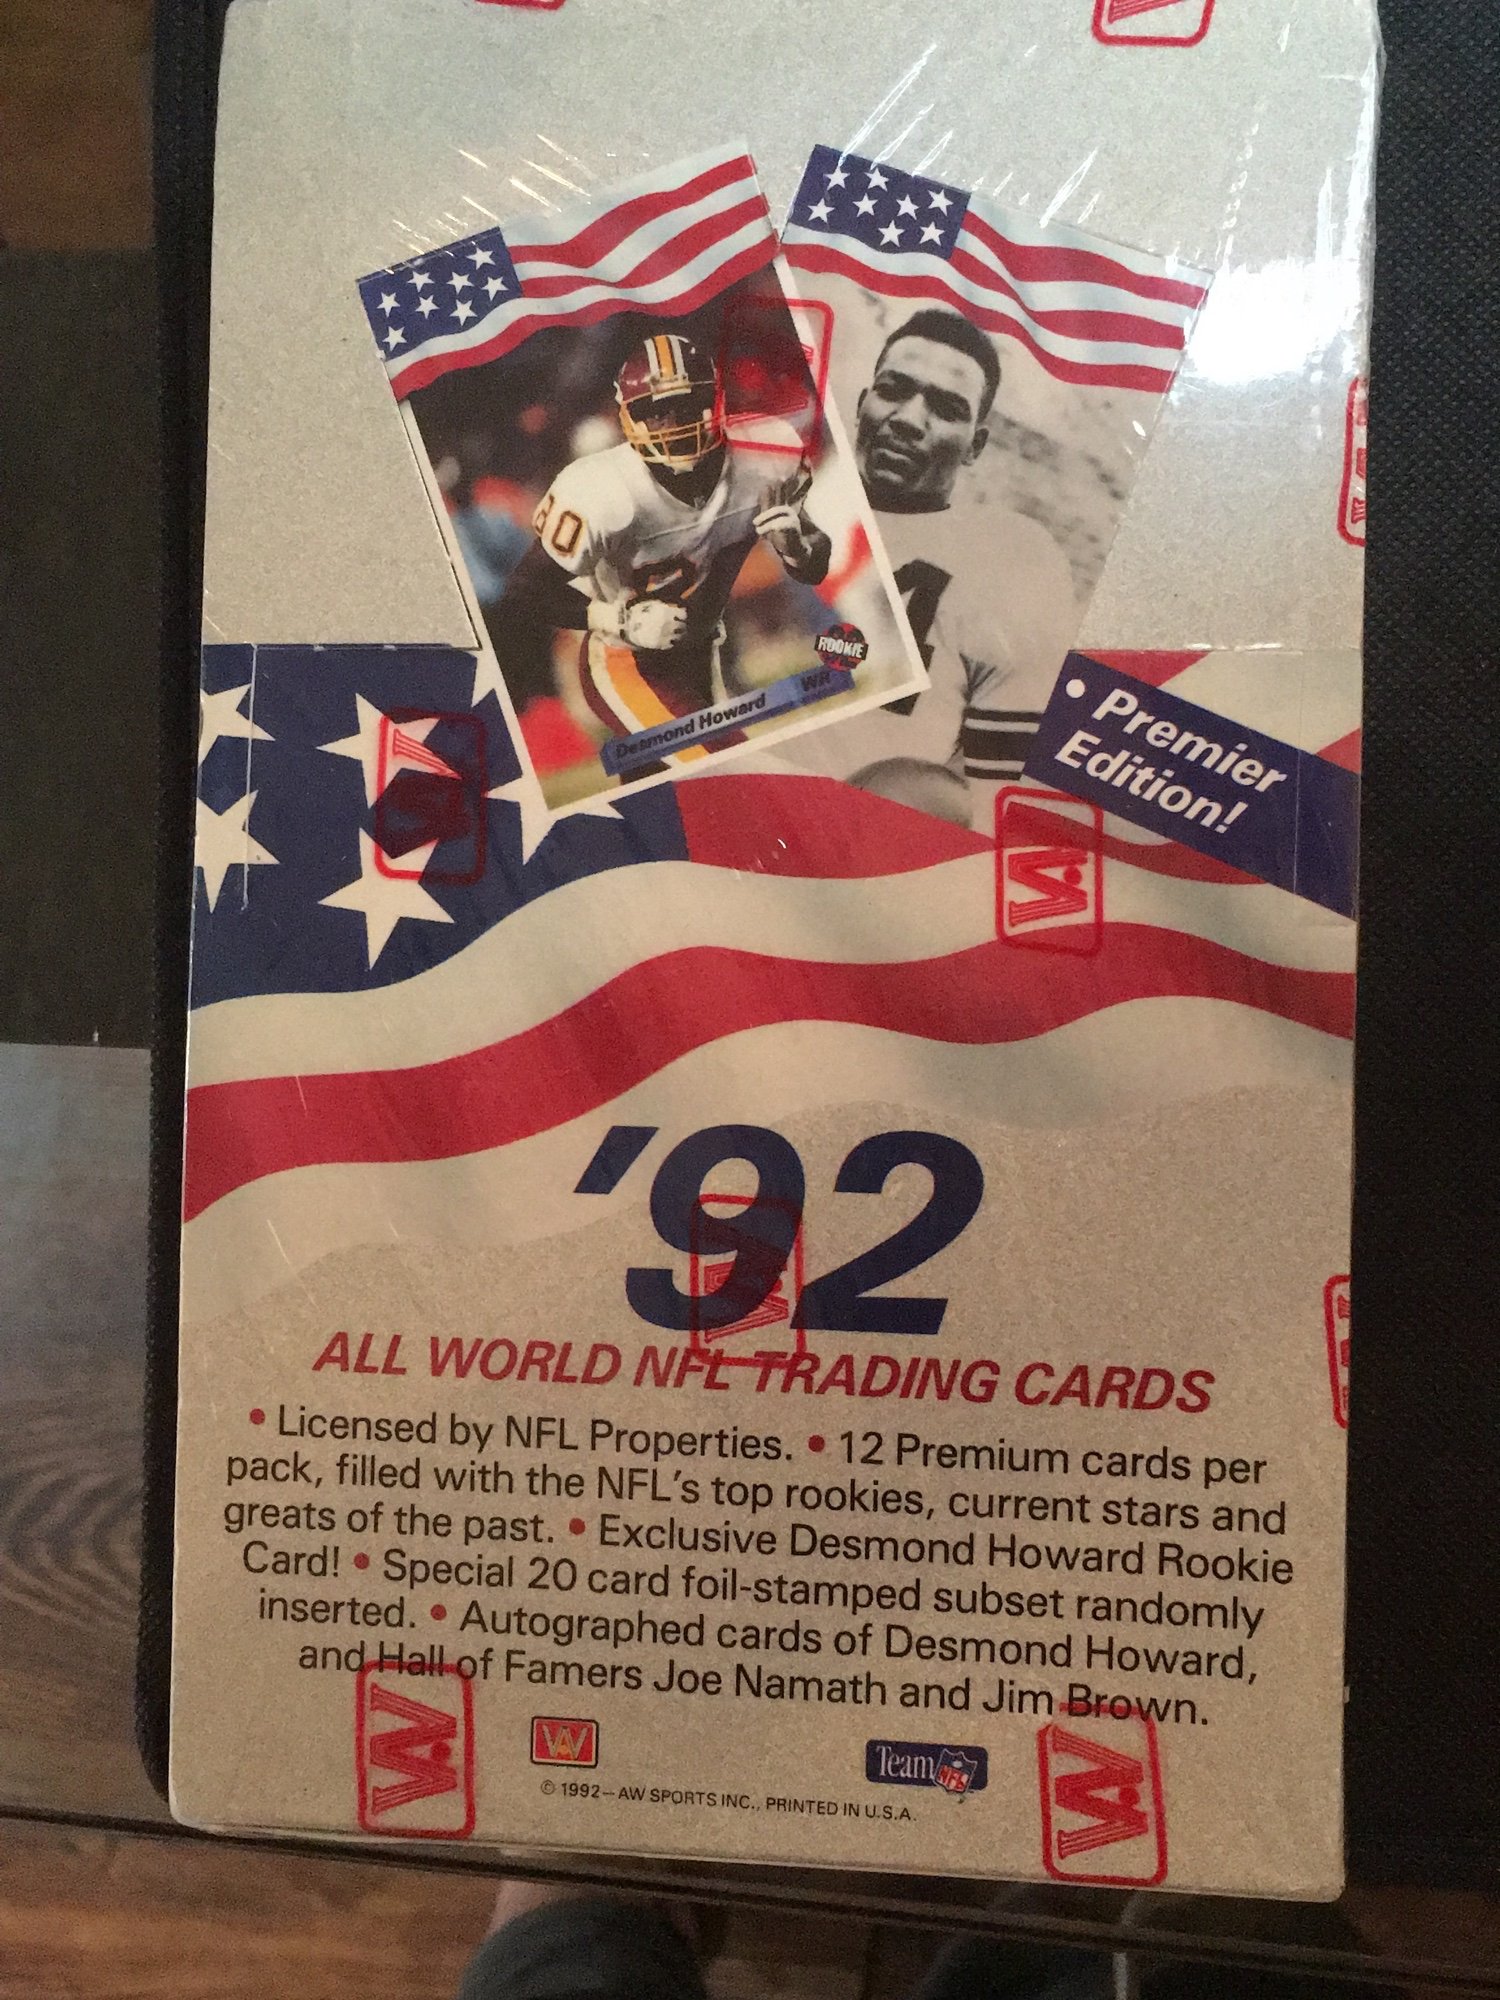 80
ROOKIE
Desmond Howard WR
• Premier
Edition!
'92
ALL WORLD NFL TRADING CARDS
• Licensed by NFL Properties. • 12 Premium cards per
pack, filled with the NFL's top rookies, current stars and
greats of the past. • Exclusive Desmond Howard Rookie
Card! • Special 20 card foil-stamped subset randomly
inserted. • Autographed cards of Desmond Howard,
and Hall of Famers Joe Namath and Jim Brown.
AW
Team NFL
© 1992—AW SPORTS INC., PRINTED IN U.S.A.